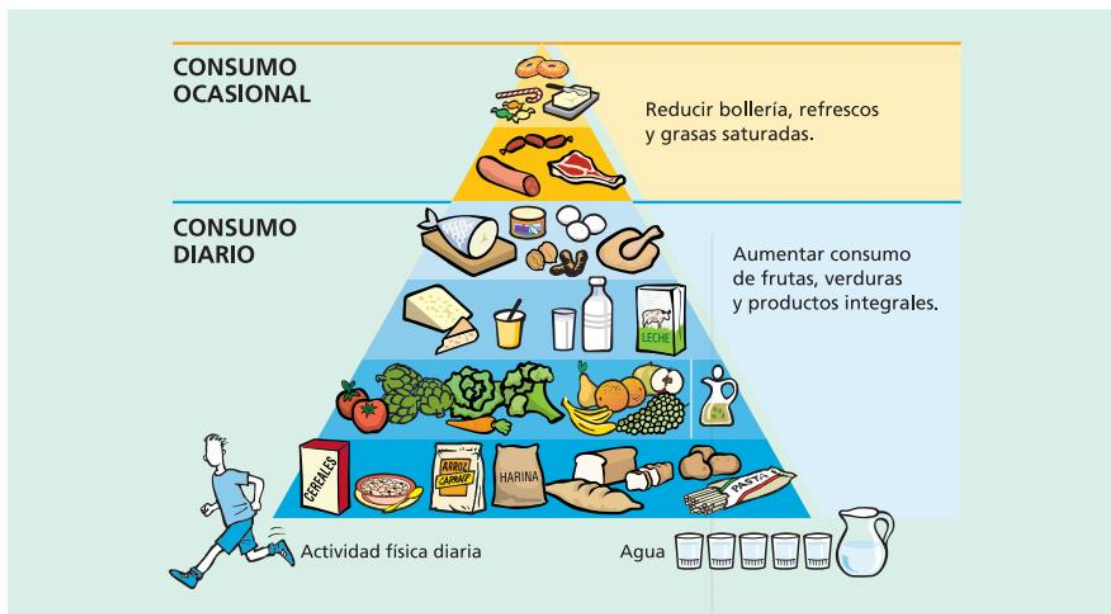 CONSUMO
OCASIONAL
Reducir bollería, refrescos
y grasas saturadas.
CONSUMO
DIARIO
Aumentar consumo
de frutas, verduras
y productos integrales.
LECHE
CEREALES
ARROZ
HARINA
PASTA
Actividad física diaria
Agua